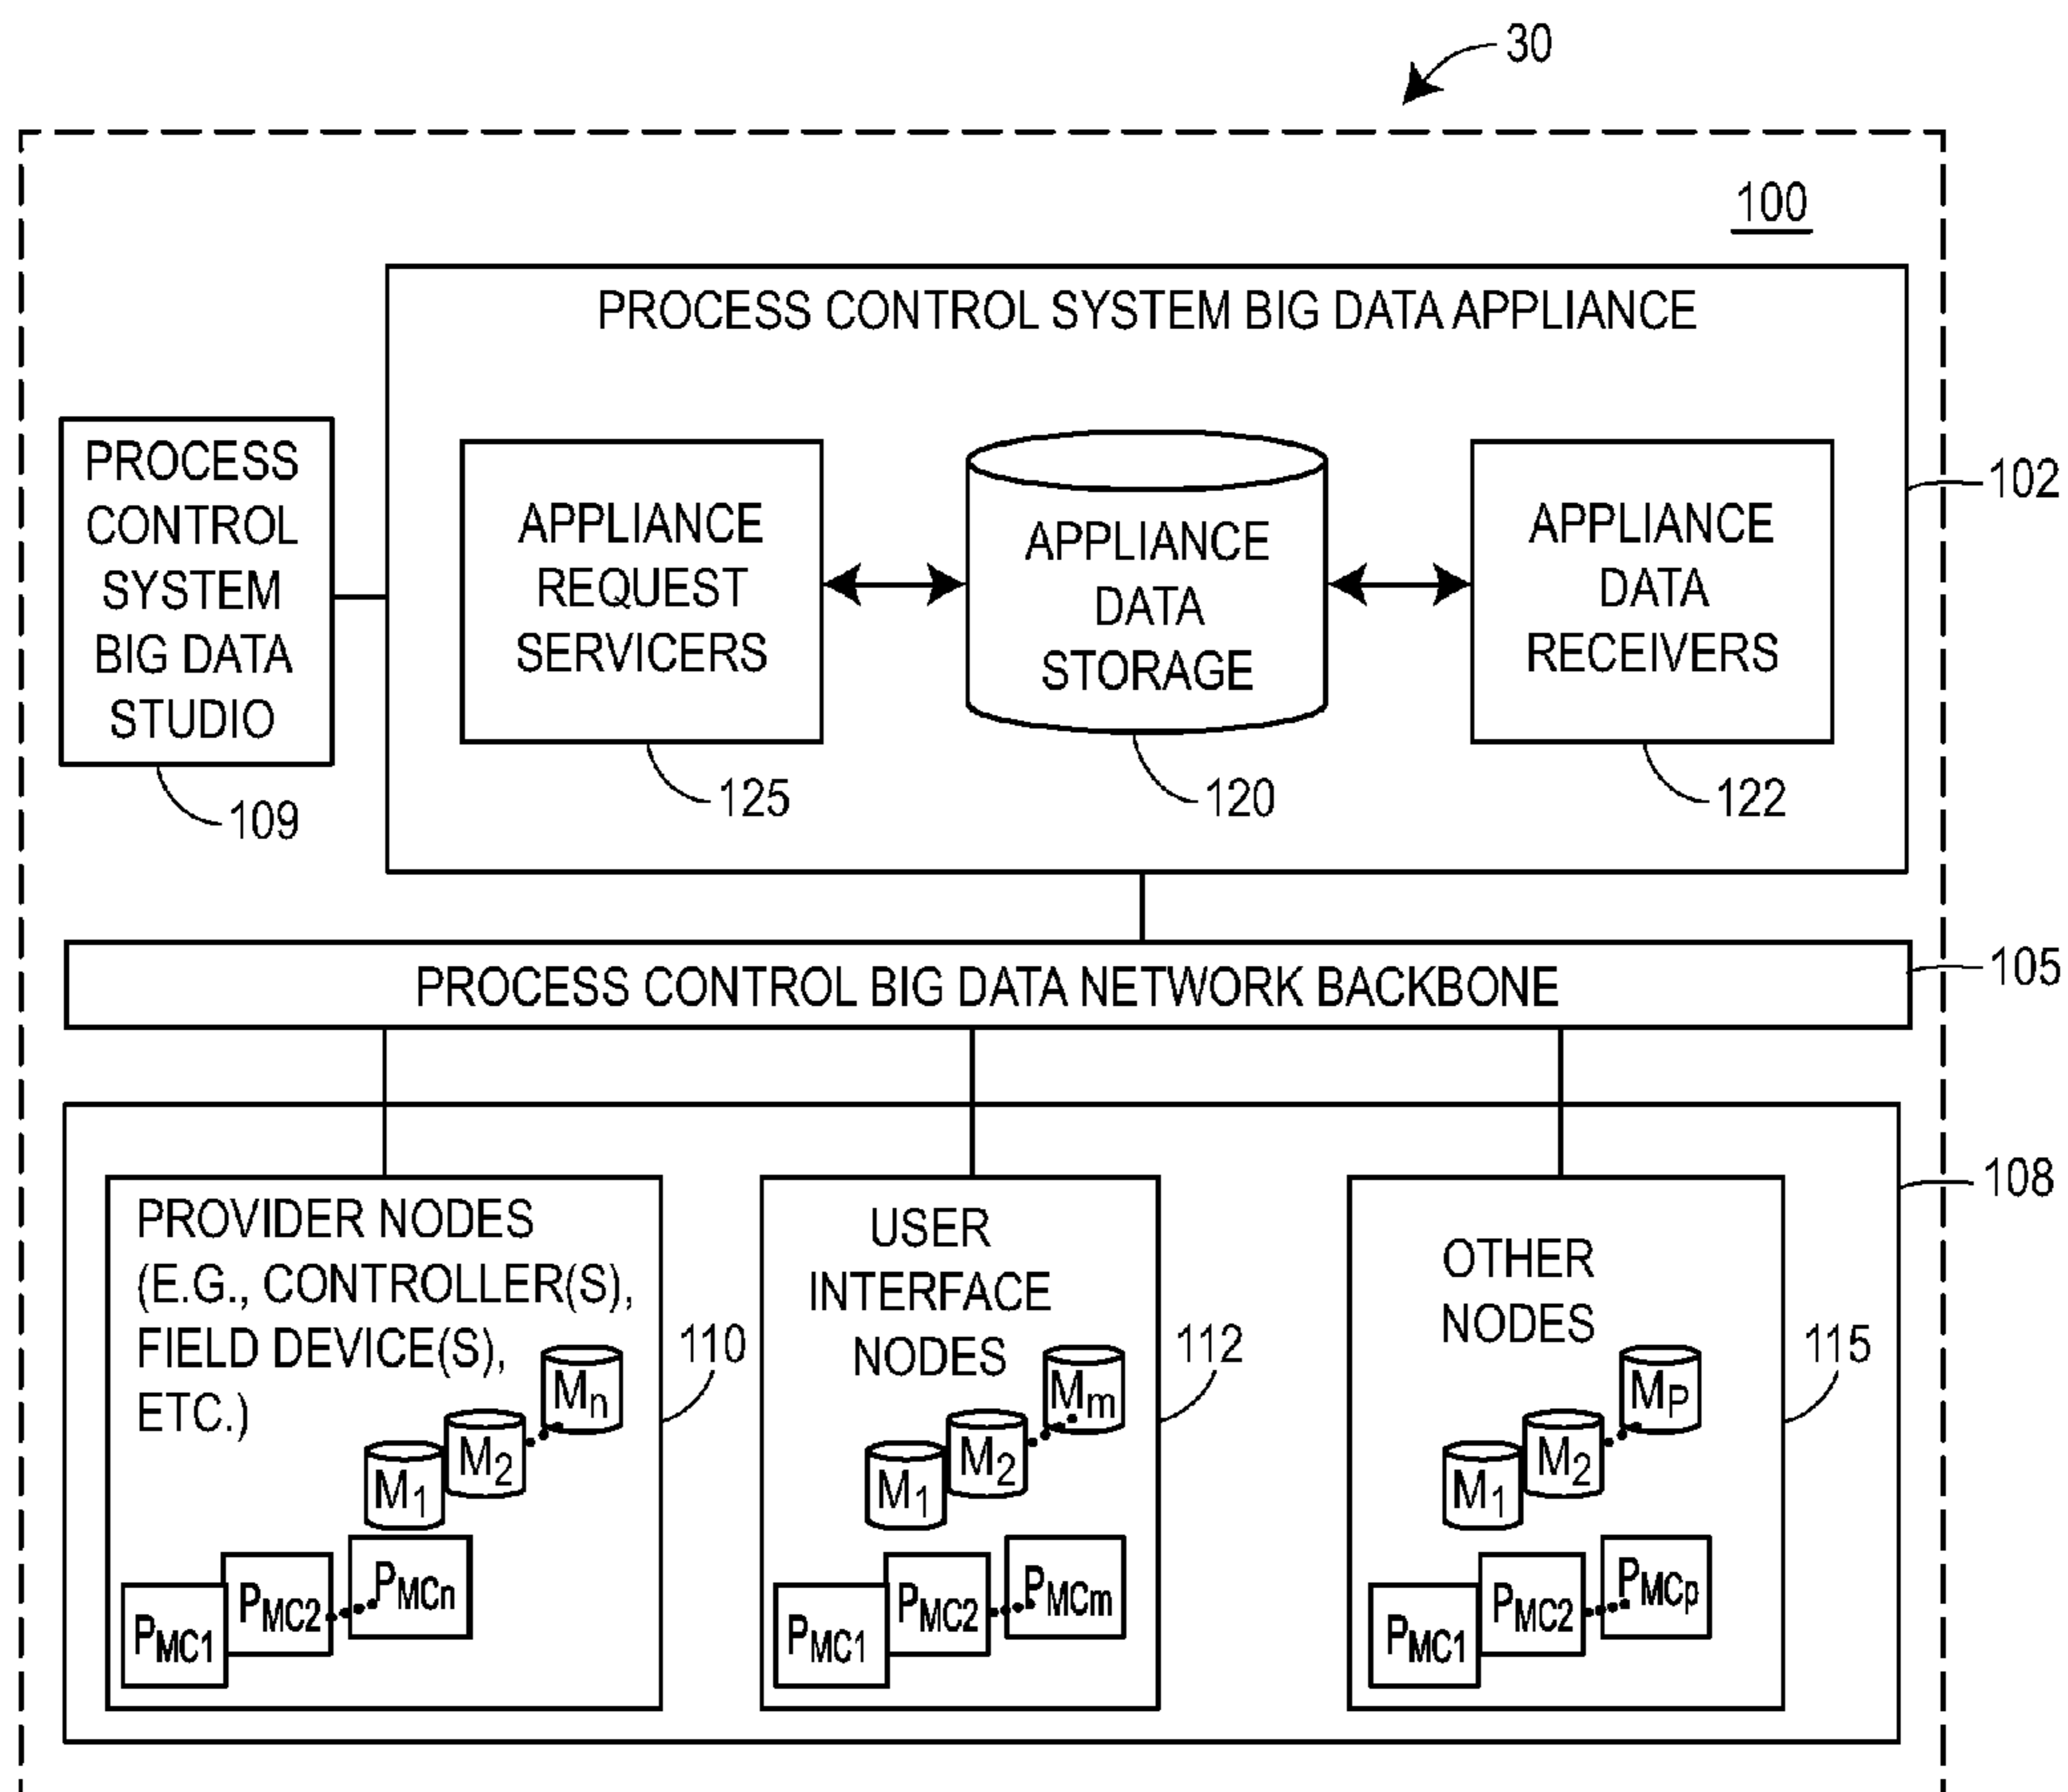 30
100
PROCESS CONTROL SYSTEM BIG DATA APPLIANCE
PROCESS
CONTROL
SYSTEM
BIG DATA
STUDIO
109
APPLIANCE
REQUEST
SERVICERS
125
APPLIANCE
DATA
STORAGE
120
APPLIANCE
DATA
RECEIVERS
122
102
PROCESS CONTROL BIG DATA NETWORK BACKBONE
105
108
PROVIDER NODES
(E.G., CONTROLLER(S),
FIELD DEVICE(S),
ETC.)
110
M1
M2
Mn
PMC1
PMC2
PMCn
USER
INTERFACE
NODES
112
M1
M2
Mm
PMC1
PMC2
PMCm
OTHER
NODES
115
M1
M2
MP
PMC1
PMC2
PMCp